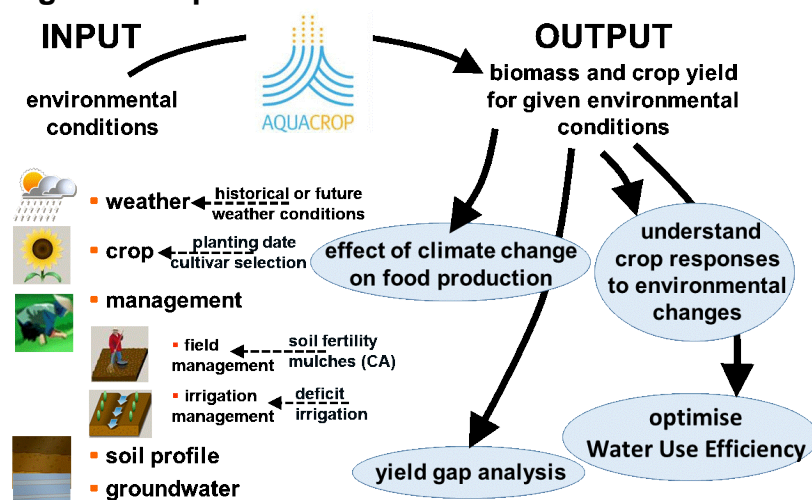 INPUT
OUTPUT
AQUACROP
environmental
conditions
biomass and crop yield
for given environmental
conditions
weather
historical or future
weather conditions
crop
planting date
cultivar selection
management
field
management
soil fertility
mulches (CA)
irrigation
management
deficit
irrigation
soil profile
groundwater
effect of climate change
on food production
understand
crop responses
to environmental
changes
optimise
Water Use Efficiency
yield gap analysis